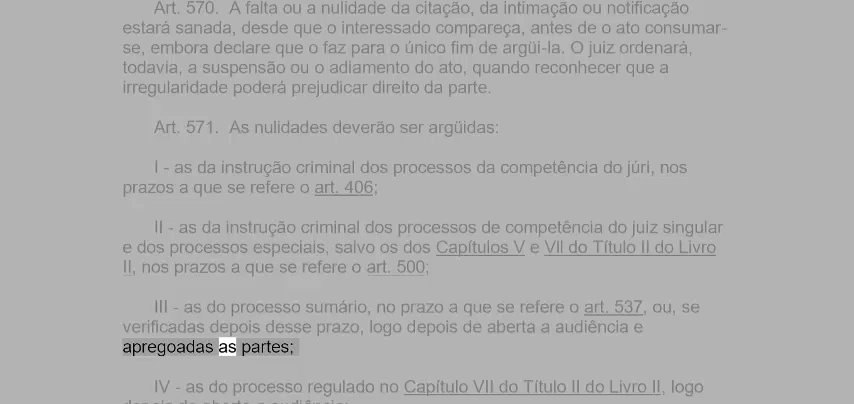 Art. 570. A falta ou a nulidade da citação, da intimação ou notificação
estará sanada, desde que o interessado compareça, antes de o ato consumar-
se, embora declare que o faz para o único fim de argüi-la. O juiz ordenará,
todavia, a suspensão ou o adiamento do ato, quando reconhecer que a
irregularidade poderá prejudicar direito da parte.
Art. 571. As nulidades deverão ser argüidas:
I - as da instrução criminal dos processos da competência do júri, nos
prazos a que se refere o art. 406;
II - as da instrução criminal dos processos de competência do juiz singular
e dos processos especiais, salvo os dos Capítulos V e Vll do Título II do Livro
II, nos prazos a que se refere o art. 500;
III - as do processo sumário, no prazo a que se refere o art. 537, ou, se
verificadas depois desse prazo, logo depois de aberta a audiência e
apregoadas as partes;
IV - as do processo regulado no Capítulo VII do Título II do Livro II, logo
depois de aberta a audiência;